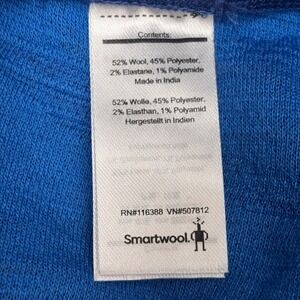 Contents:
52% Wool, 45% Polyester,
2% Elastane, 1% Polyamide
Made in India
52% Wolle, 45% Polyester,
2% Elasthan, 1% Polyamid
Hergestellt in Indien
RN#116388 VN#507812
Smartwool.